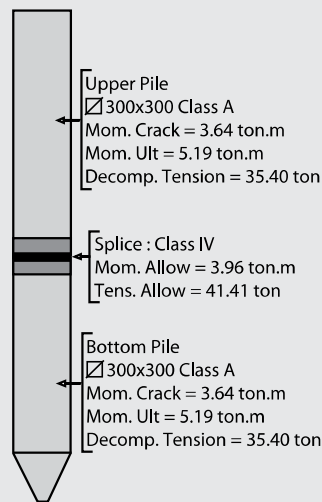 Upper Pile
⍁ 300x300 Class A
Mom. Crack = 3.64 ton.m
Mom. Ult = 5.19 ton.m
Decomp. Tension = 35.40 ton
Splice : Class IV
Mom. Allow = 3.96 ton.m
Tens. Allow = 41.41 ton
Bottom Pile
⍁ 300x300 Class A
Mom. Crack = 3.64 ton.m
Mom. Ult = 5.19 ton.m
Decomp. Tension = 35.40 ton